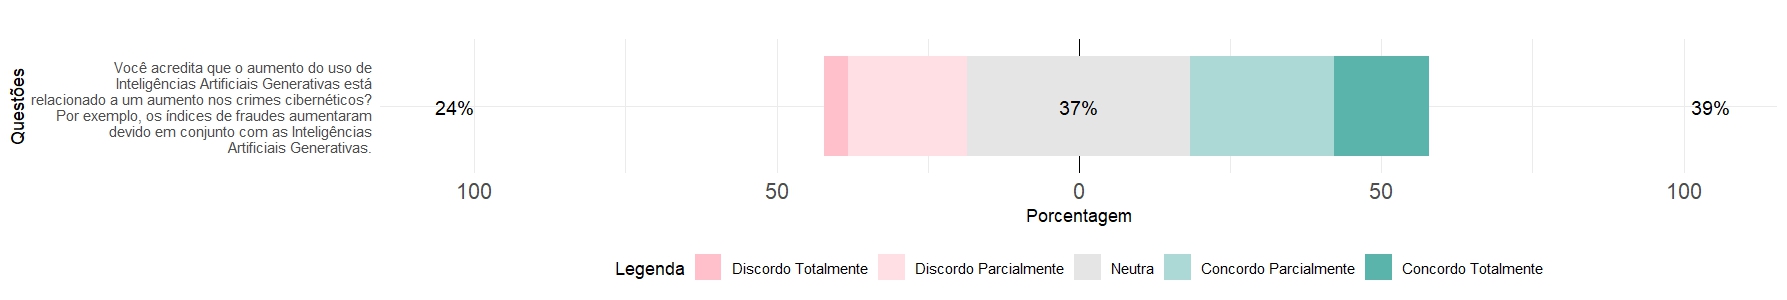 Questões
Você acredita que o aumento do uso de
Inteligências Artificiais Generativas está
relacionado a um aumento nos crimes cibernéticos?
Por exemplo, os índices de fraudes aumentaram
devido em conjunto com as Inteligências
Artificiais Generativas.
24%
37%
39%
100
50
0
50
100
Porcentagem
Legenda
Discordo Totalmente
Discordo Parcialmente
Neutra
Concordo Parcialmente
Concordo Totalmente